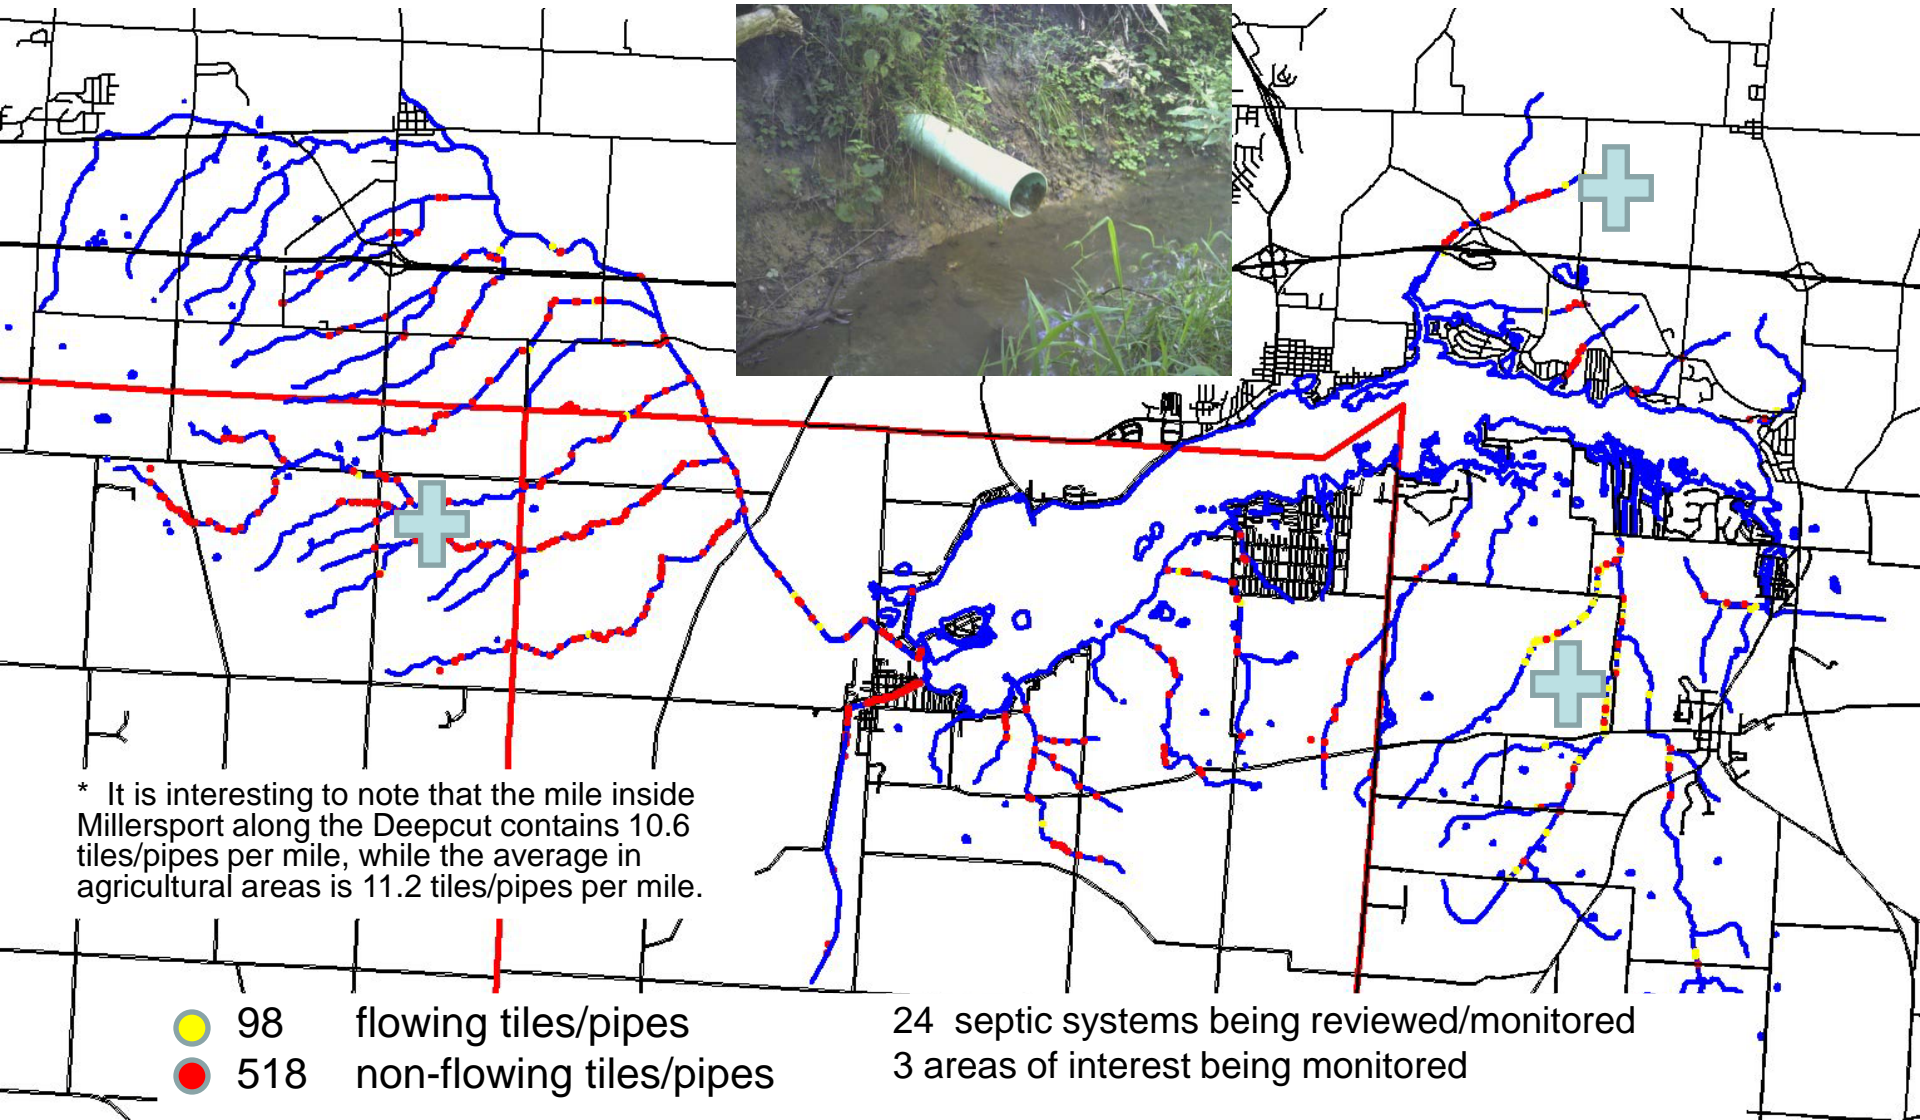 * It is interesting to note that the mile inside
Millersport along the Deepcut contains 10.6
tiles/pipes per mile, while the average in
agricultural areas is 11.2 tiles/pipes per mile.
98 flowing tiles/pipes
518 non-flowing tiles/pipes
24 septic systems being reviewed/monitored
3 areas of interest being monitored